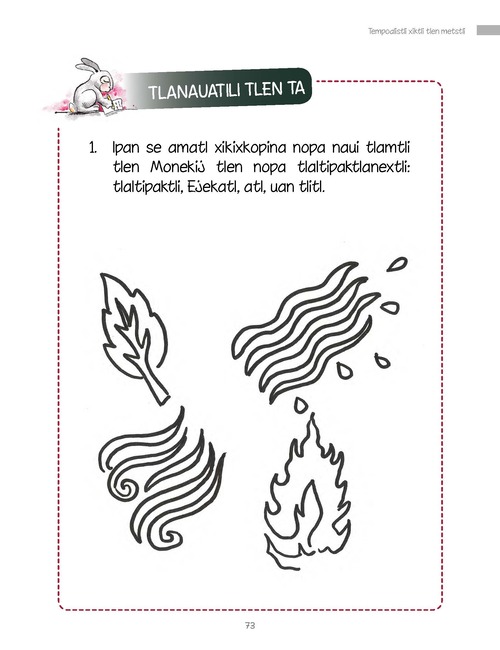 Tempoalistli xiktli tlen metstli
TLANAUATILI TLEN TA
1. Ipan se amatl xikixkopina nopa naui tlamtli
tlen Monekij tlen nopa tlaltipaktlanextli:
tlaltipaktli, Ejekatl, atl, uan tlitl.
73